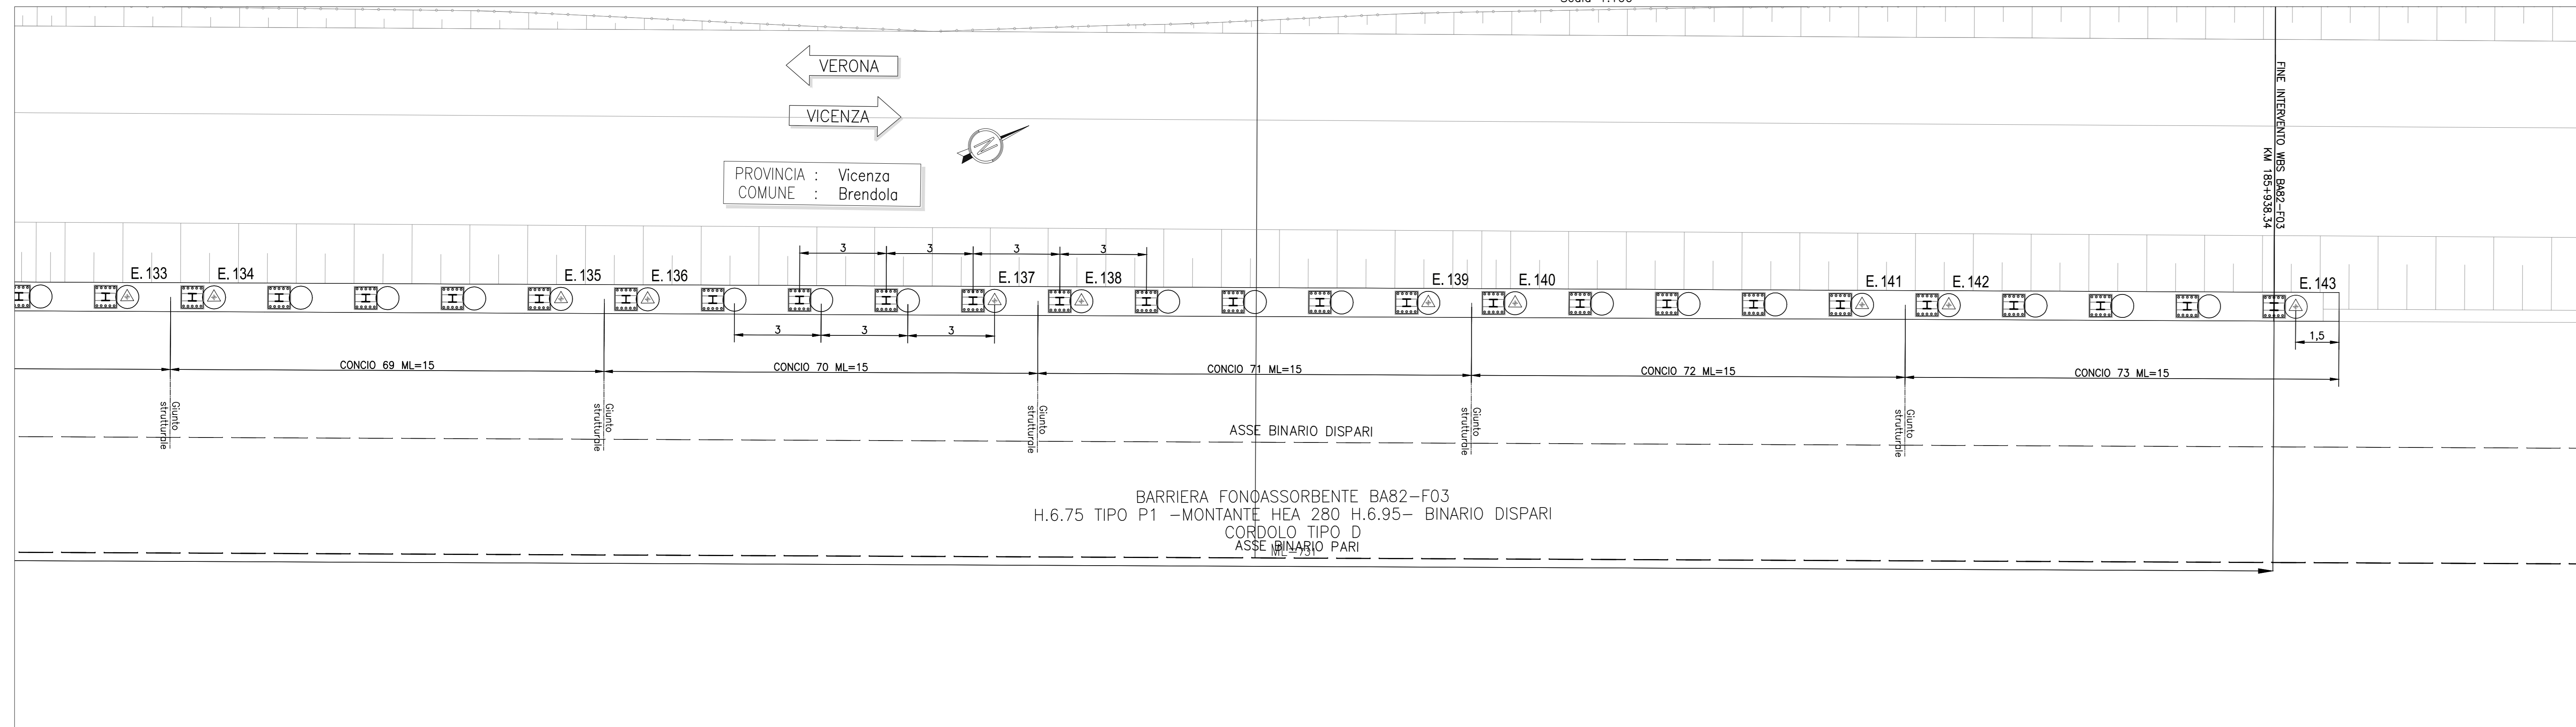 VERONA
VICENZA
N
PROVINCIA : Vicenza
COMUNE : Brendola
FINE INTERVENTO WBS BA82-F03
KM 185+938.34
3 3 3 3
E.133 E.134 E.135 E.136 E.137 E.138 E.139 E.140 E.141 E.142 E.143
3 3 3
1,5
CONCIO 69 ML=15
CONCIO 70 ML=15
CONCIO 71 ML=15
CONCIO 72 ML=15
CONCIO 73 ML=15
Giunto
strutturale
Giunto
strutturale
Giunto
strutturale
Giunto
strutturale
Giunto
strutturale
ASSE BINARIO DISPARI
BARRIERA FONOASSORBENTE BA82-F03
H.6.75 TIPO P1 -MONTANTE HEA 280 H.6.95- BINARIO DISPARI
CORDOLO TIPO D
ASSE BINARIO PARI
ML=731